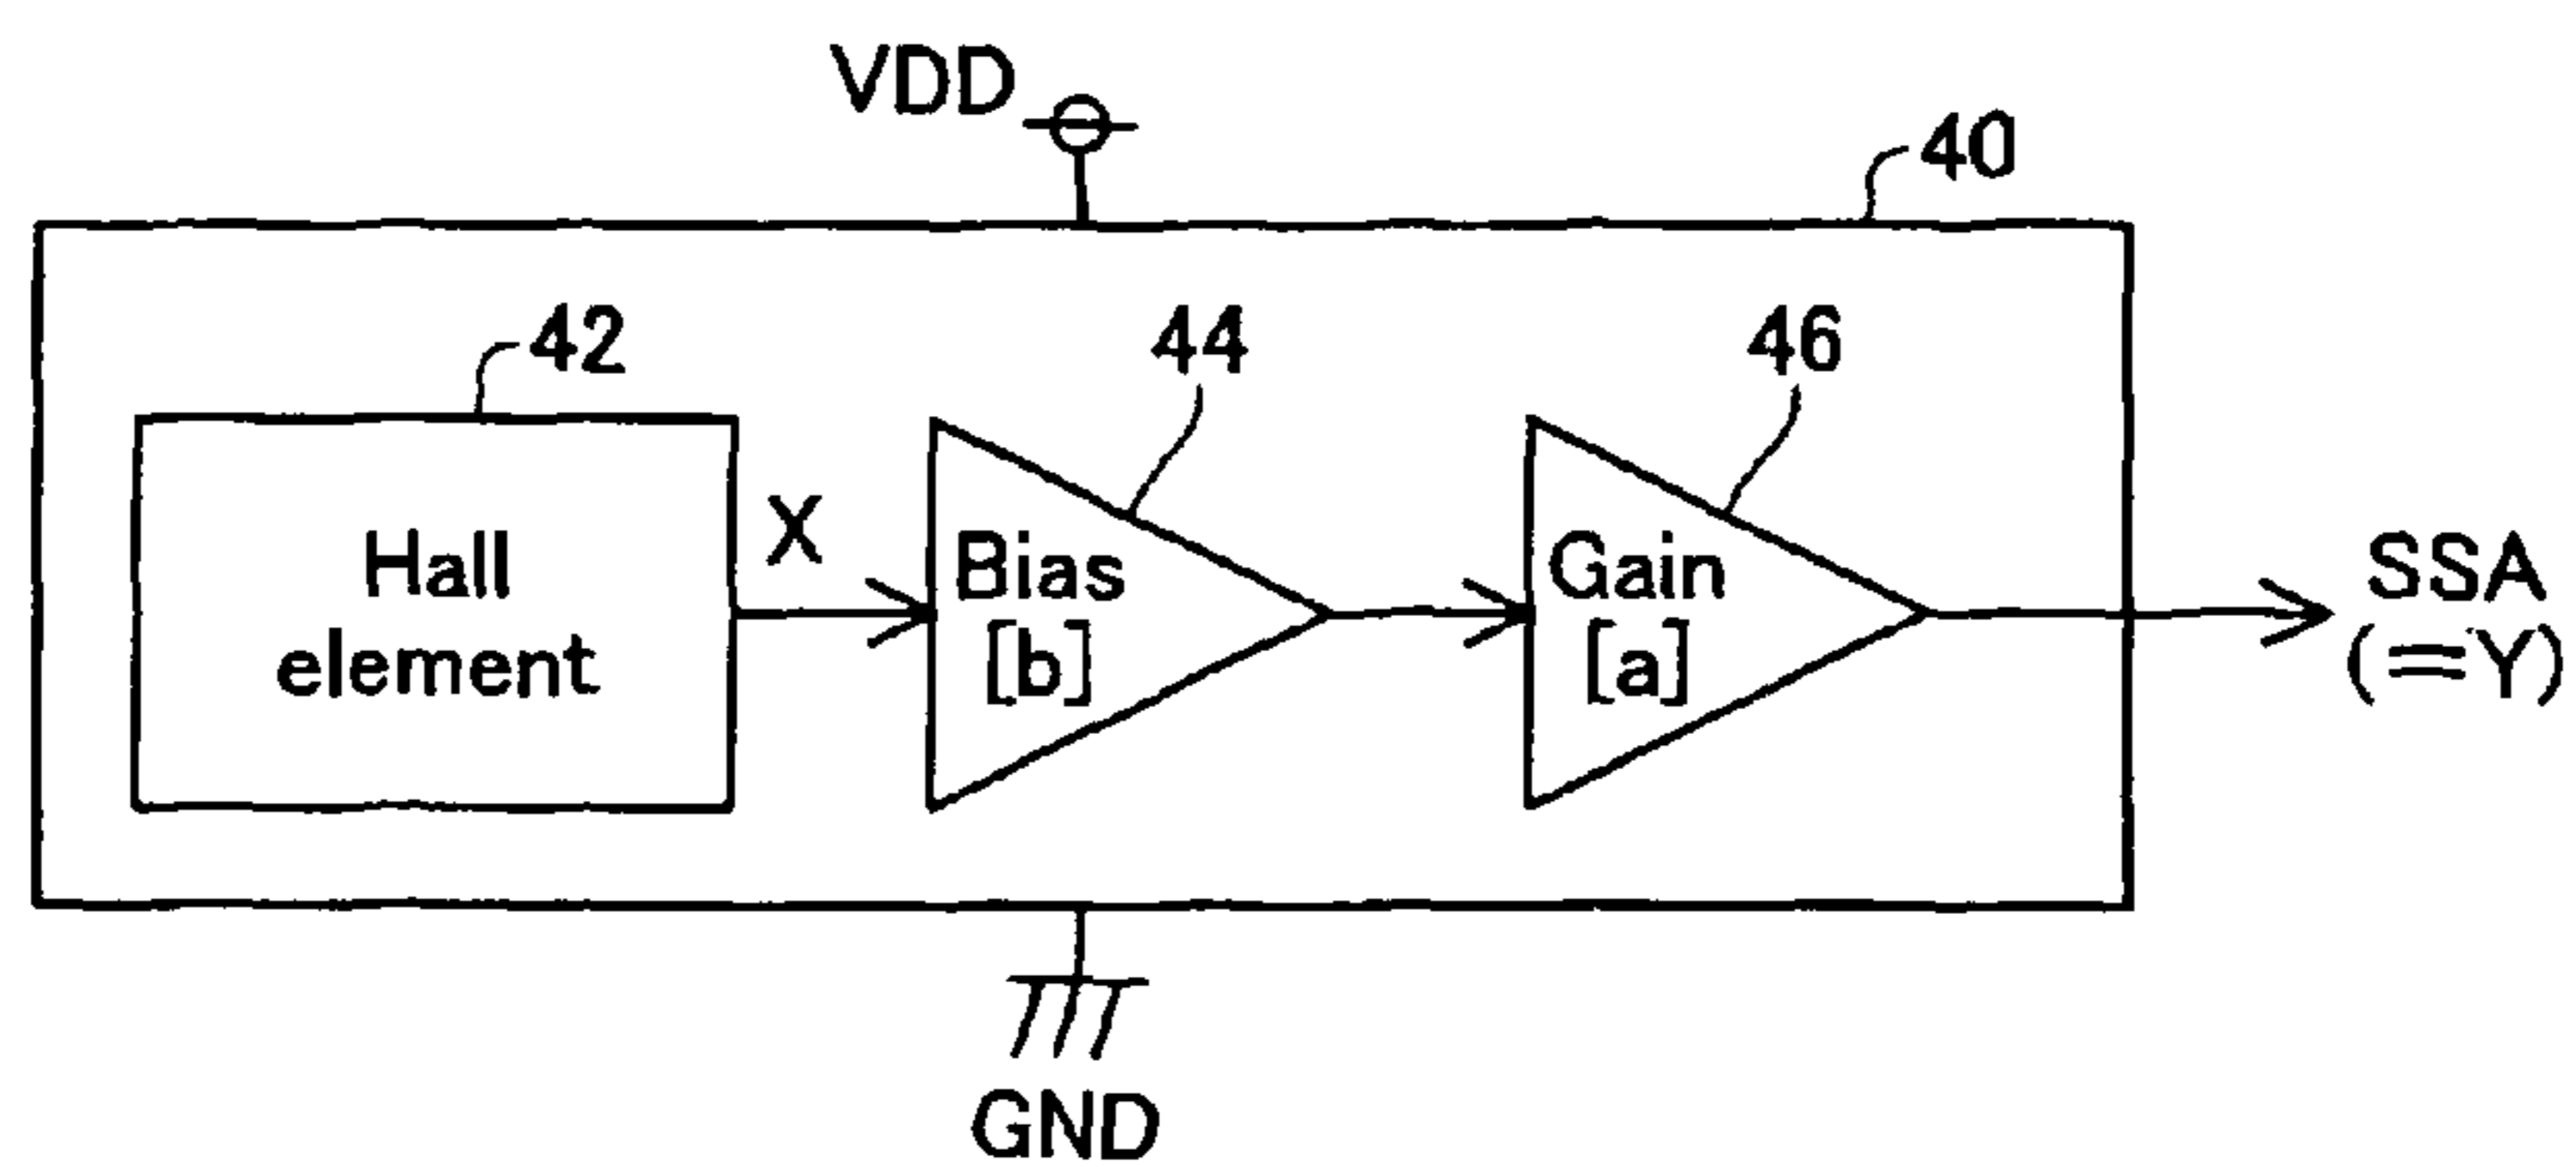 VDD
40
42
44
46
X
Hall
element
Bias
[b]
Gain
[a]
SSA
(=Y)
GND